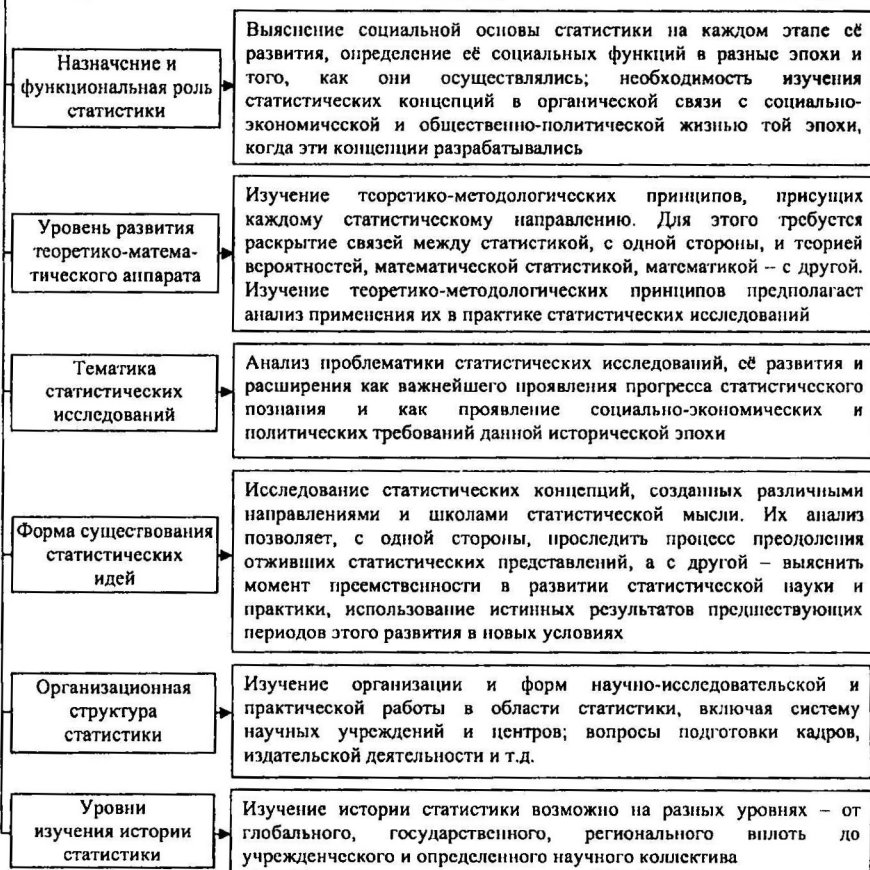 Назначение и
функциональная роль
статистики
Выяснение социальной основы статистики на каждом этапе её
развития, определение её социальных функций в разные эпохи и
того, как они осуществлялись; необходимость изучения
статистических концепций в органической связи с социально-
экономической и общественно-политической жизнью той эпохи,
когда эти концепции разрабатывались
Уровень развития
теоретико-матема-
тического аппарата
Изучение теоретико-методологических принципов, присущих
каждому статистическому направлению. Для этого требуется
раскрытие связей между статистикой, с одной стороны, и теорией
вероятностей, математической статистикой, математикой – с другой.
Изучение теоретико-методологических принципов предполагает
анализ применения их в практике статистических исследований
Тематика
статистических
исследований
Анализ проблематики статистических исследований, её развития и
расширения как важнейшего проявления прогресса статистического
познания и как проявление социально-экономических и
политических требований данной исторической эпохи
Форма существования
статистических
идей
Исследование статистических концепций, созданных различными
направлениями и школами статистической мысли. Их анализ
позволяет, с одной стороны, проследить процесс преодоления
отживших статистических представлений, а с другой – выяснить
момент преемственности в развитии статистической науки и
практики, использование истинных результатов предшествующих
периодов этого развития в новых условиях
Организационная
структура
статистики
Изучение организации и форм научно-исследовательской и
практической работы в области статистики, включая систему
научных учреждений и центров; вопросы подготовки кадров,
издательской деятельности и т.д.
Уровни
изучения истории
статистики
Изучение истории статистики возможно на разных уровнях – от
глобального, государственного, регионального вплоть до
учрежденческого и определенного научного коллектива